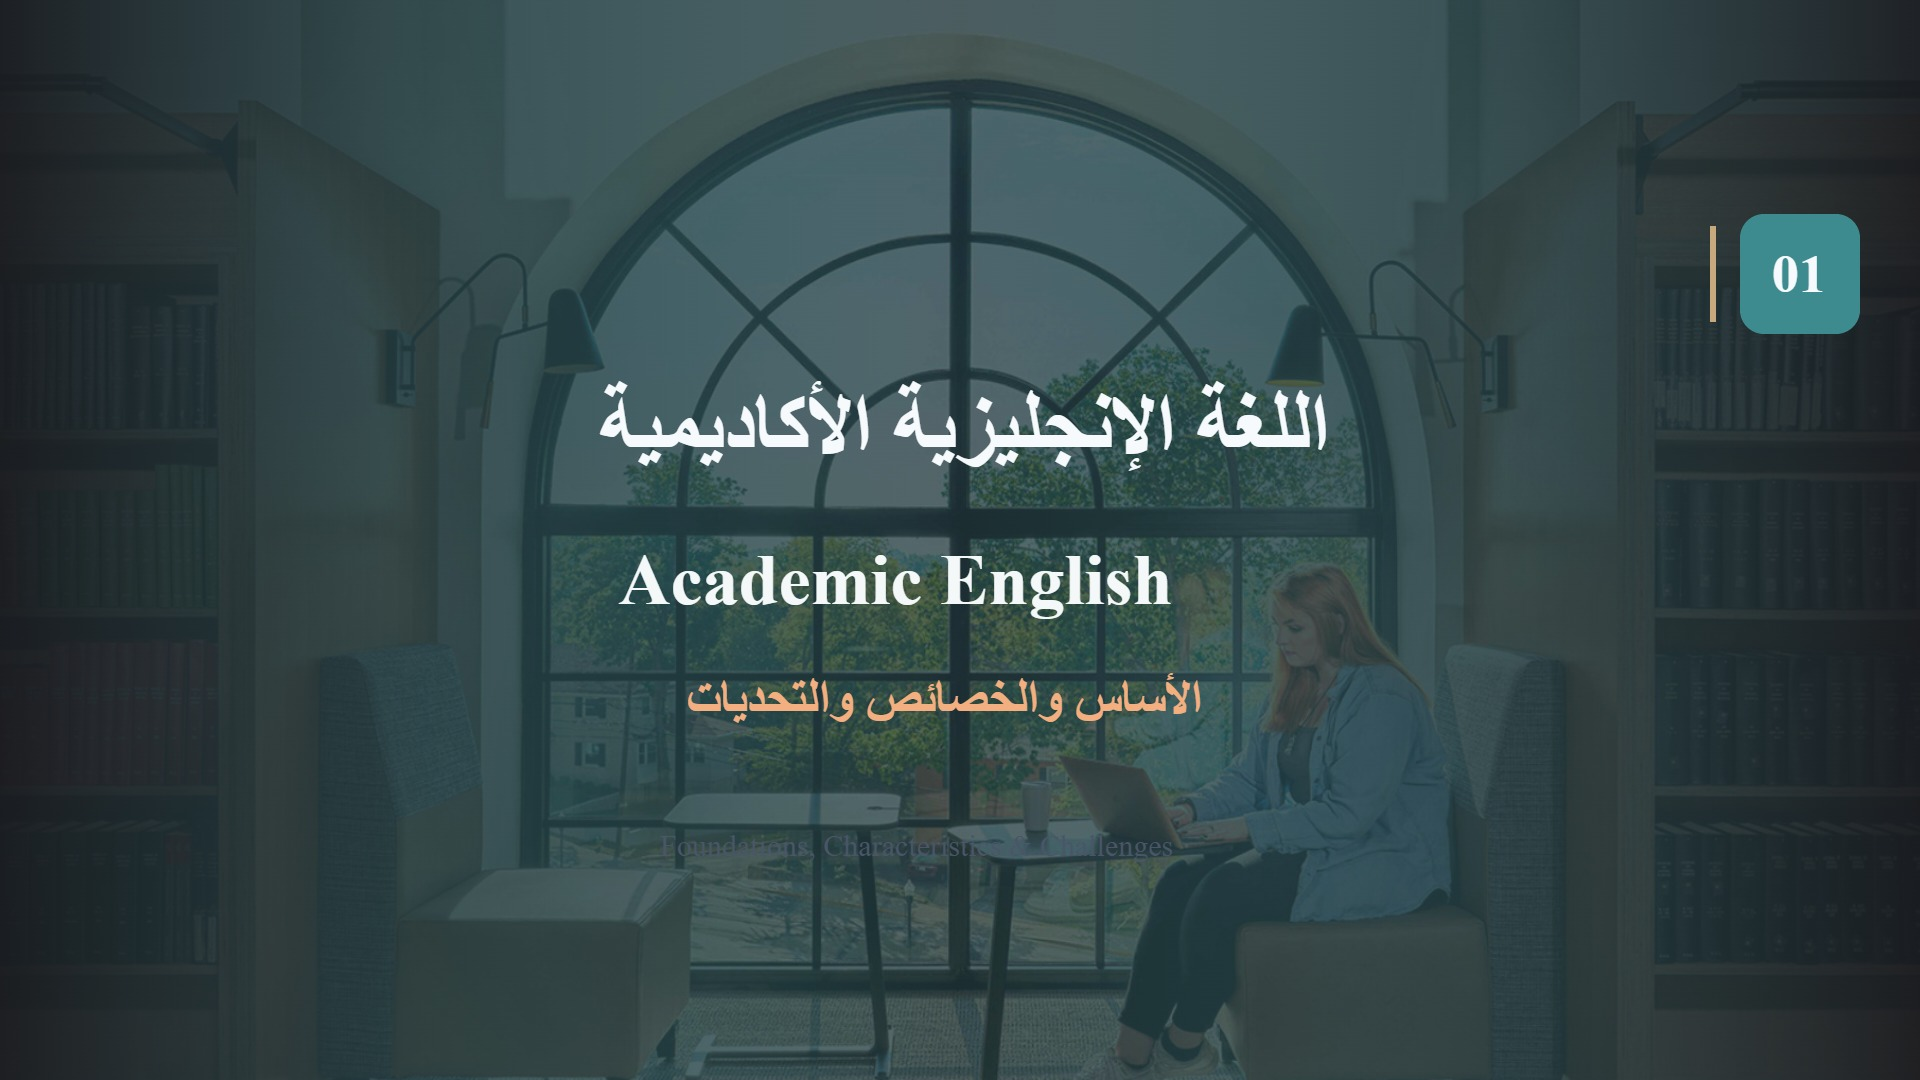 01
اللغة الإنجليزية الأكاديمية
Academic English
الأساس والخصائص والتحديات
Foundations, Characteristics & Challenges